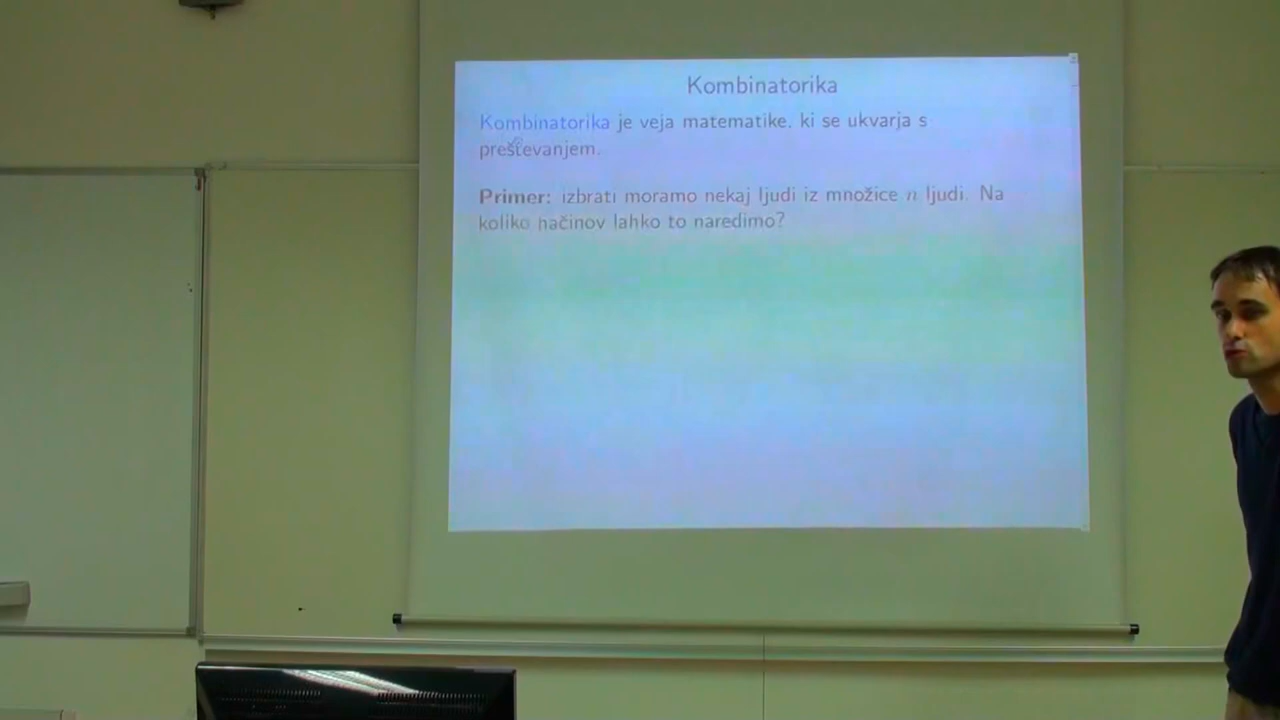 Kombinatorika
Kombinatorika je veja matematike, ki se ukvarja s
preštevanjem.
Primer: izbrati moramo nekaj ljudi iz množice n ljudi. Na
koliko načinov lahko to naredimo?